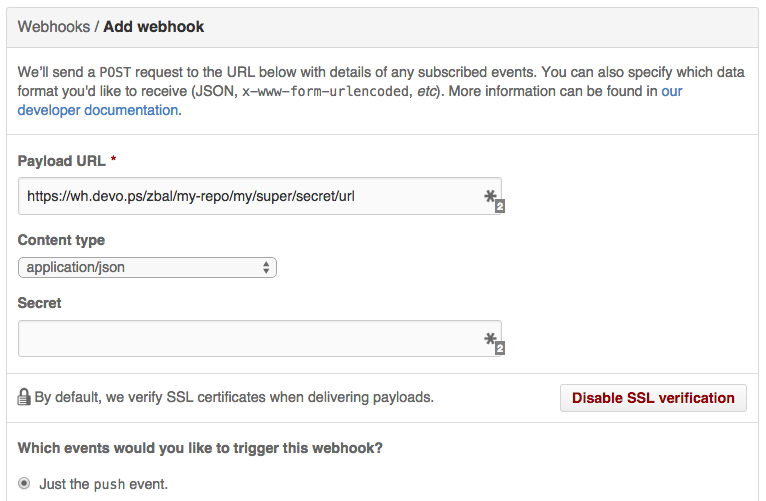 Webhooks / Add webhook
We'll send a POST request to the URL below with details of any subscribed events. You can also specify which data
format you'd like to receive (JSON, x-www-form-urlencoded, etc). More information can be found in our
developer documentation.
Payload URL *
https://wh.devo.ps/zbal/my-repo/my/super/secret/url
2
Content type
application/json
Secret
2
By default, we verify SSL certificates when delivering payloads.
Disable SSL verification
Which events would you like to trigger this webhook?
Just the push event.